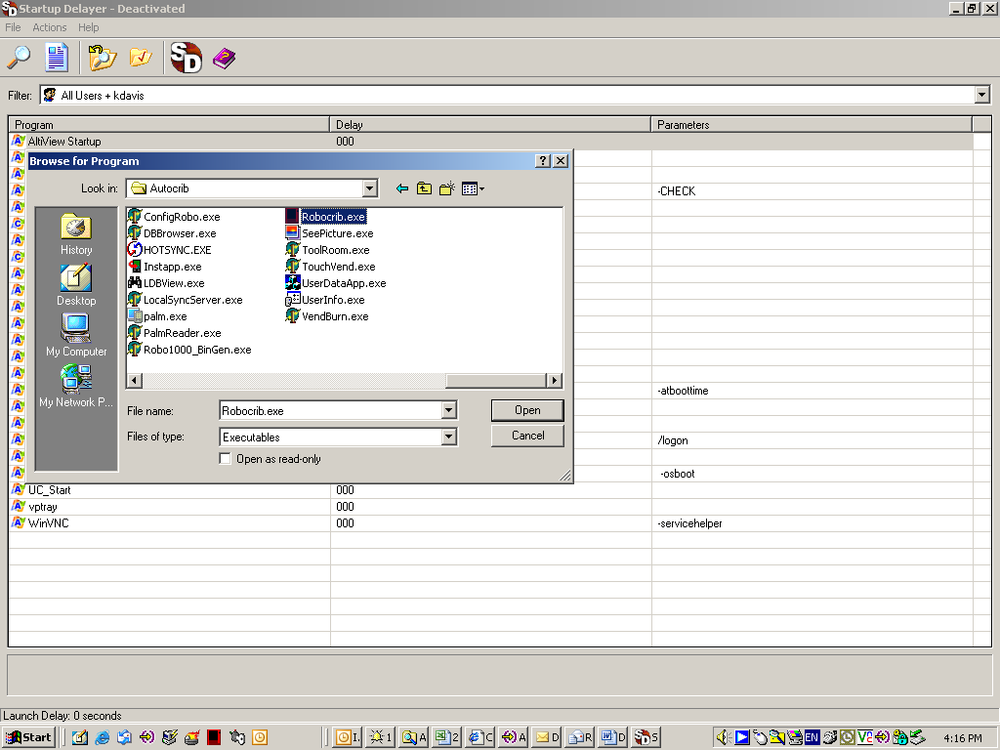 Startup Delayer - Deactivated
File Actions Help
Filter: All Users + kdavis
Program Delay Parameters
AltiView Startup 000
Browse for Program
Look in: Autocrib
-CHECK
ConfigRobo.exe Robocrib.exe
DBBrowser.exe SeePicture.exe
HOTSYNC.EXE ToolRoom.exe
Instapp.exe TouchVend.exe
LDBView.exe UserDataApp.exe
LocalSyncServer.exe UserInfo.exe
palm.exe VendBurn.exe
PalmReader.exe
Robo1000_BinGen.exe
History
Desktop
My Computer
My Network P...
-atboottime
File name: Robocrib.exe Open
Files of type: Executables Cancel
/logon
Open as read-only
-osboot
UC_Start 000
vptray 000
WinVNC 000 -servicehelper
Launch Delay: 0 seconds
Start I. 1 A 2 C A D R D S EN 4:16 PM